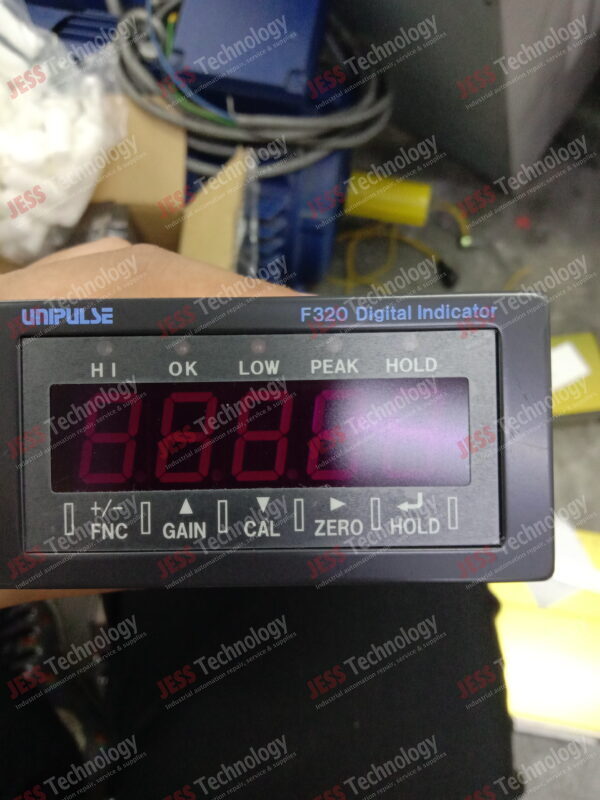 UNIPULSE F320 Digital Indicator
HI OK LOW PEAK HOLD
+/- ▲ ▼ ► ↵
FNC GAIN CAL ZERO HOLD
JESS Technology
Industrial automation repair, service & supplies